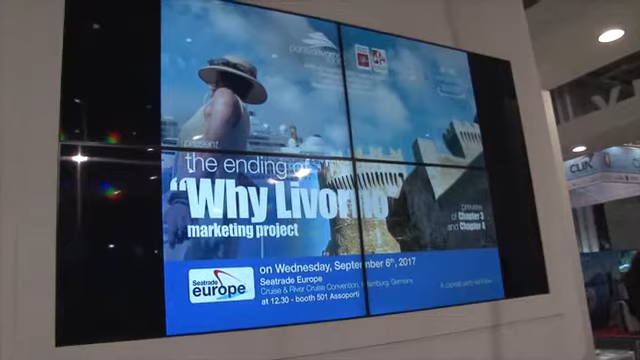 present
the ending of
"Why Livorno"
marketing project
preview
of Chapter 3
and Chapter 4
Seatrade
europe
on Wednesday, September 6th, 2017
Seatrade Europe
Cruise & River Cruise Convention, Hamburg, Germany
at 12.30 - booth 501 Assoporti